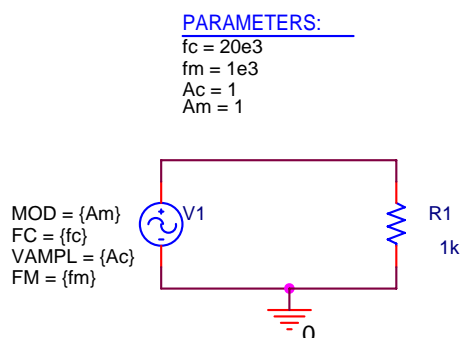 PARAMETERS:
fc = 20e3
fm = 1e3
Ac = 1
Am = 1
MOD = {Am}
FC = {fc}
VAMPL = {Ac}
FM = {fm}
V1
R1
1k
0